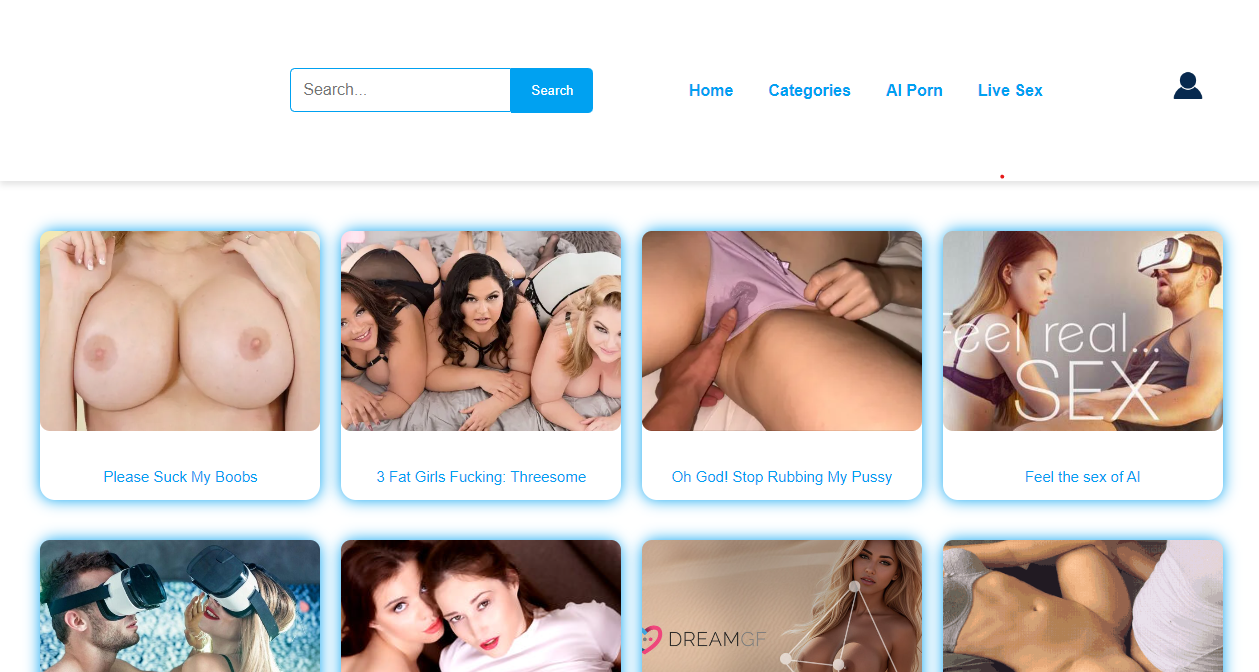 Search...
Search
Home
Categories
AI Porn
Live Sex
Feel real...
SEX
Please Suck My Boobs
3 Fat Girls Fucking: Threesome
Oh God! Stop Rubbing My Pussy
Feel the sex of AI
DREAMGF